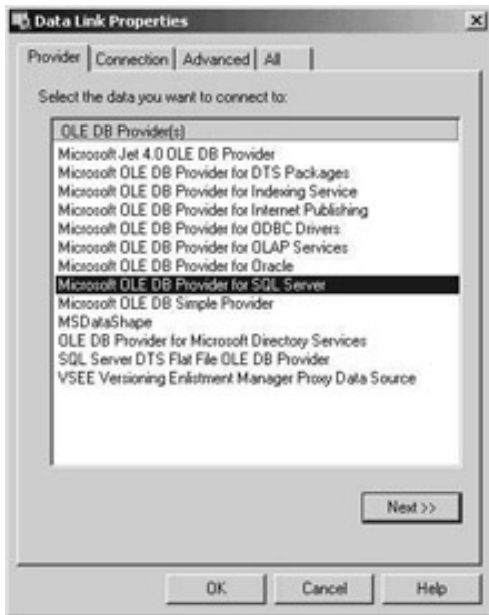 Data Link Properties
Provider Connection Advanced All
Select the data you want to connect to:
OLE DB Provider(s)
Microsoft Jet 4.0 OLE DB Provider
Microsoft OLE DB Provider for DTS Packages
Microsoft OLE DB Provider for Indexing Service
Microsoft OLE DB Provider for Internet Publishing
Microsoft OLE DB Provider for ODBC Drivers
Microsoft OLE DB Provider for OLAP Services
Microsoft OLE DB Provider for Oracle
Microsoft OLE DB Provider for SQL Server
Microsoft OLE DB Simple Provider
MSDataShape
OLE DB Provider for Microsoft Directory Services
SQL Server DTS Flat File OLE DB Provider
VSEE Versioning Enlistment Manager Proxy Data Source
Next >>
OK Cancel Help